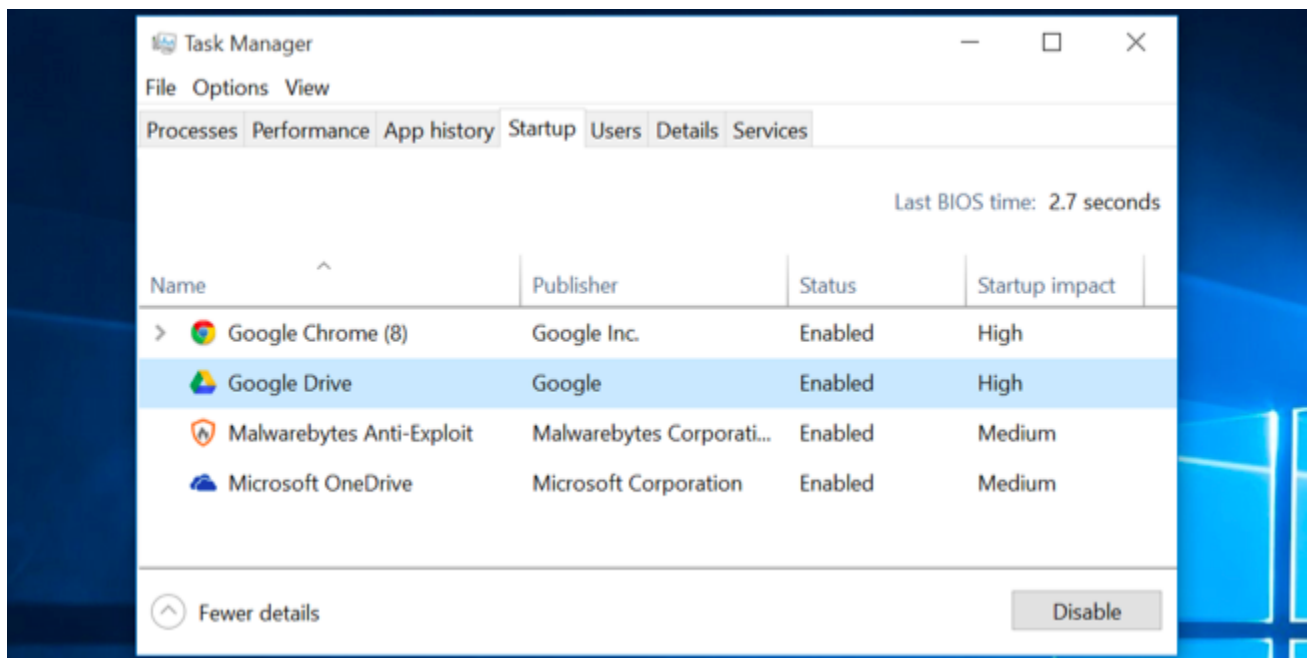 Task Manager
File Options View
Processes Performance App history Startup Users Details Services
Last BIOS time: 2.7 seconds
Name Publisher Status Startup impact
Google Chrome (8) Google Inc. Enabled High
Google Drive Google Enabled High
Malwarebytes Anti-Exploit Malwarebytes Corporati... Enabled Medium
Microsoft OneDrive Microsoft Corporation Enabled Medium
Fewer details Disable